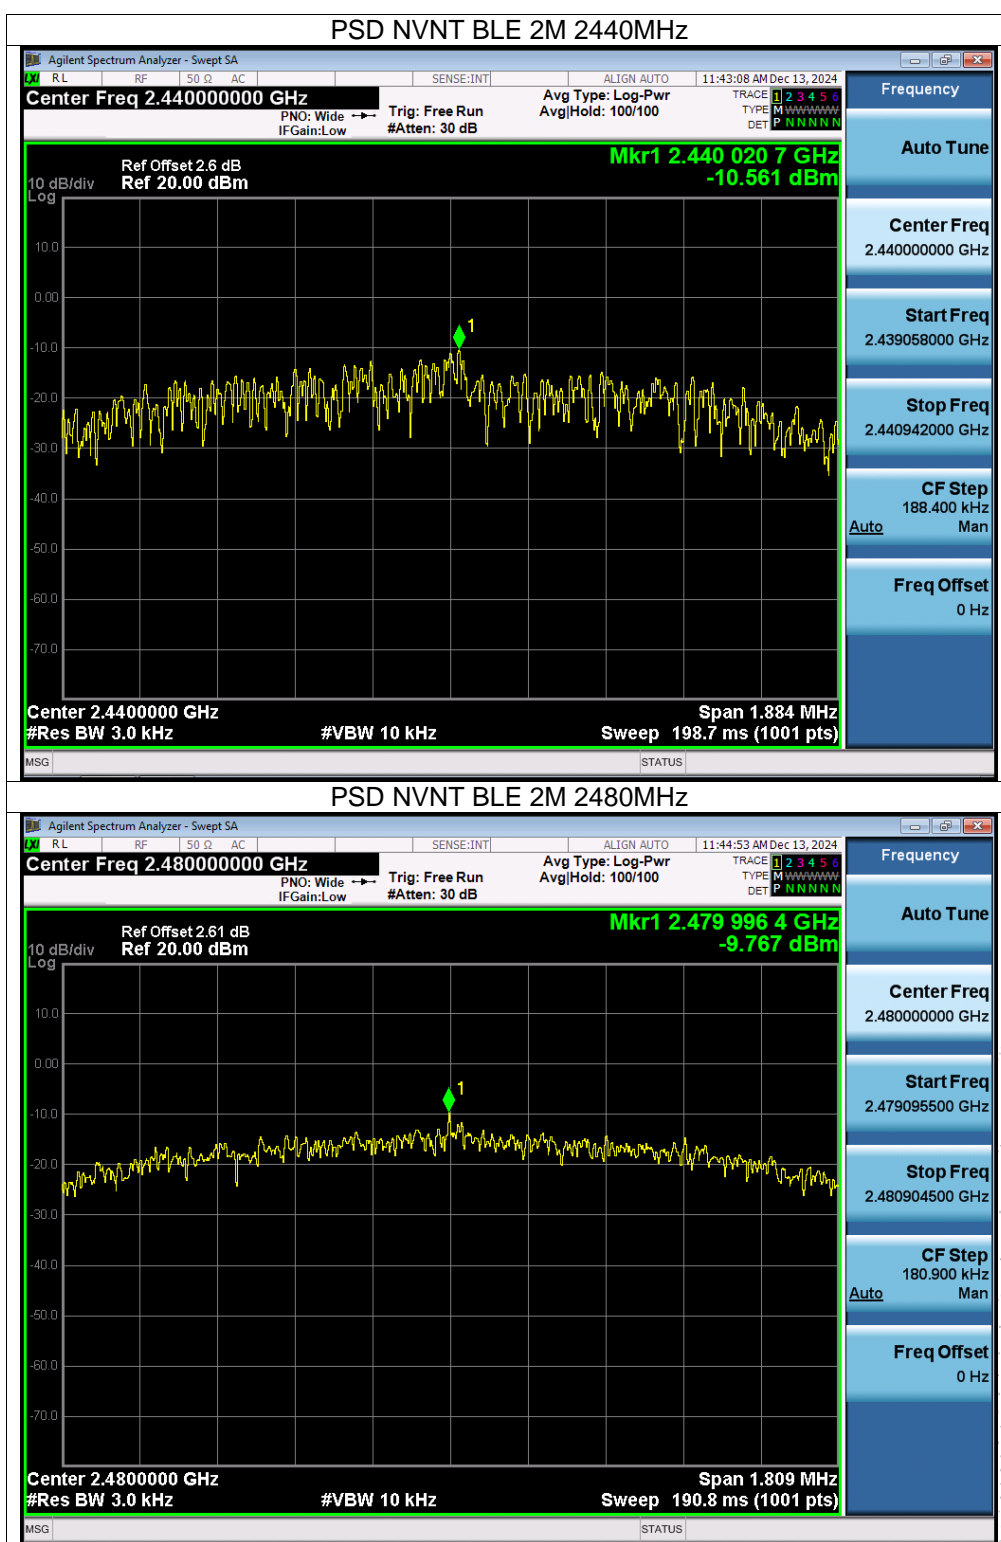 PSD NVNT BLE 2M 2440MHz
Agilent Spectrum Analyzer - Swept SA
LXI RL RF 50 Ω AC SENSE:INT ALIGN AUTO 11:43:08 AM Dec 13, 2024
Center Freq 2.440000000 GHz
PNO: Wide
IFGain:Low
Trig: Free Run
#Atten: 30 dB
Avg Type: Log-Pwr
Avg|Hold: 100/100
TRACE 1 2 3 4 5 6
TYPE M W W W W W
DET P N N N N N
Frequency
Auto Tune
Center Freq
2.440000000 GHz
Start Freq
2.439058000 GHz
Stop Freq
2.440942000 GHz
CF Step
188.400 kHz
Auto Man
Freq Offset
0 Hz
Mkr1 2.440 020 7 GHz
-10.561 dBm
Ref Offset 2.6 dB
10 dB/div Ref 20.00 dBm
Log
10.0
0.00
1
-10.0
-20.0
-30.0
-40.0
-50.0
-60.0
-70.0
Center 2.4400000 GHz Span 1.884 MHz
#Res BW 3.0 kHz #VBW 10 kHz Sweep 198.7 ms (1001 pts)
MSG STATUS
PSD NVNT BLE 2M 2480MHz
Agilent Spectrum Analyzer - Swept SA
LXI RL RF 50 Ω AC SENSE:INT ALIGN AUTO 11:44:53 AM Dec 13, 2024
Center Freq 2.480000000 GHz
PNO: Wide
IFGain:Low
Trig: Free Run
#Atten: 30 dB
Avg Type: Log-Pwr
Avg|Hold: 100/100
TRACE 1 2 3 4 5 6
TYPE M W W W W W
DET P N N N N N
Frequency
Auto Tune
Center Freq
2.480000000 GHz
Start Freq
2.479095500 GHz
Stop Freq
2.480904500 GHz
CF Step
180.900 kHz
Auto Man
Freq Offset
0 Hz
Mkr1 2.479 996 4 GHz
-9.767 dBm
Ref Offset 2.61 dB
10 dB/div Ref 20.00 dBm
Log
10.0
0.00
1
-10.0
-20.0
-30.0
-40.0
-50.0
-60.0
-70.0
Center 2.4800000 GHz Span 1.809 MHz
#Res BW 3.0 kHz #VBW 10 kHz Sweep 190.8 ms (1001 pts)
MSG STATUS